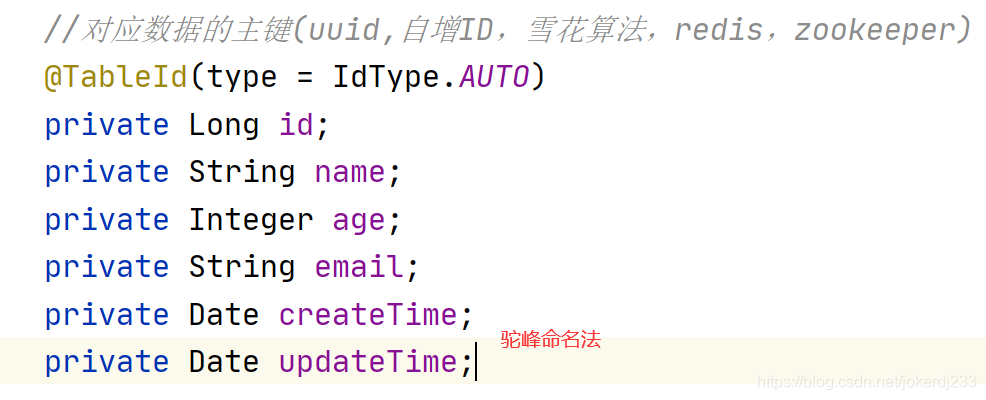 //对应数据的主键(uuid,自增ID，雪花算法，redis，zookeeper)
@TableId(type = IdType.AUTO)
private Long id;
private String name;
private Integer age;
private String email;
private Date createTime;
驼峰命名法
private Date updateTime;
https://blog.csdn.net/jokerdj233